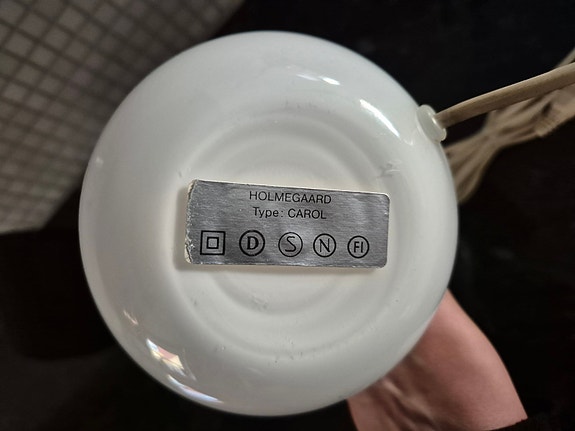 HOLMEGAARD
Type: CAROL
D S N FI